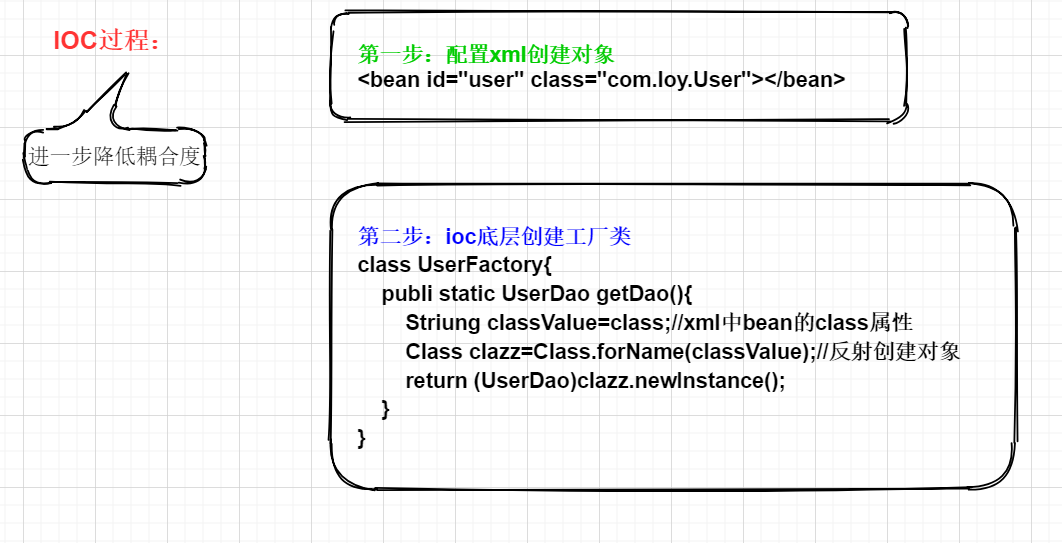 IOC过程：
进一步降低耦合度
第一步：配置xml创建对象
<bean id="user" class="com.loy.User"></bean>
第二步：ioc底层创建工厂类
class UserFactory{
publi static UserDao getDao(){
Striung classValue=class;//xml中bean的class属性
Class clazz=Class.forName(classValue);//反射创建对象
return (UserDao)clazz.newInstance();
}
}